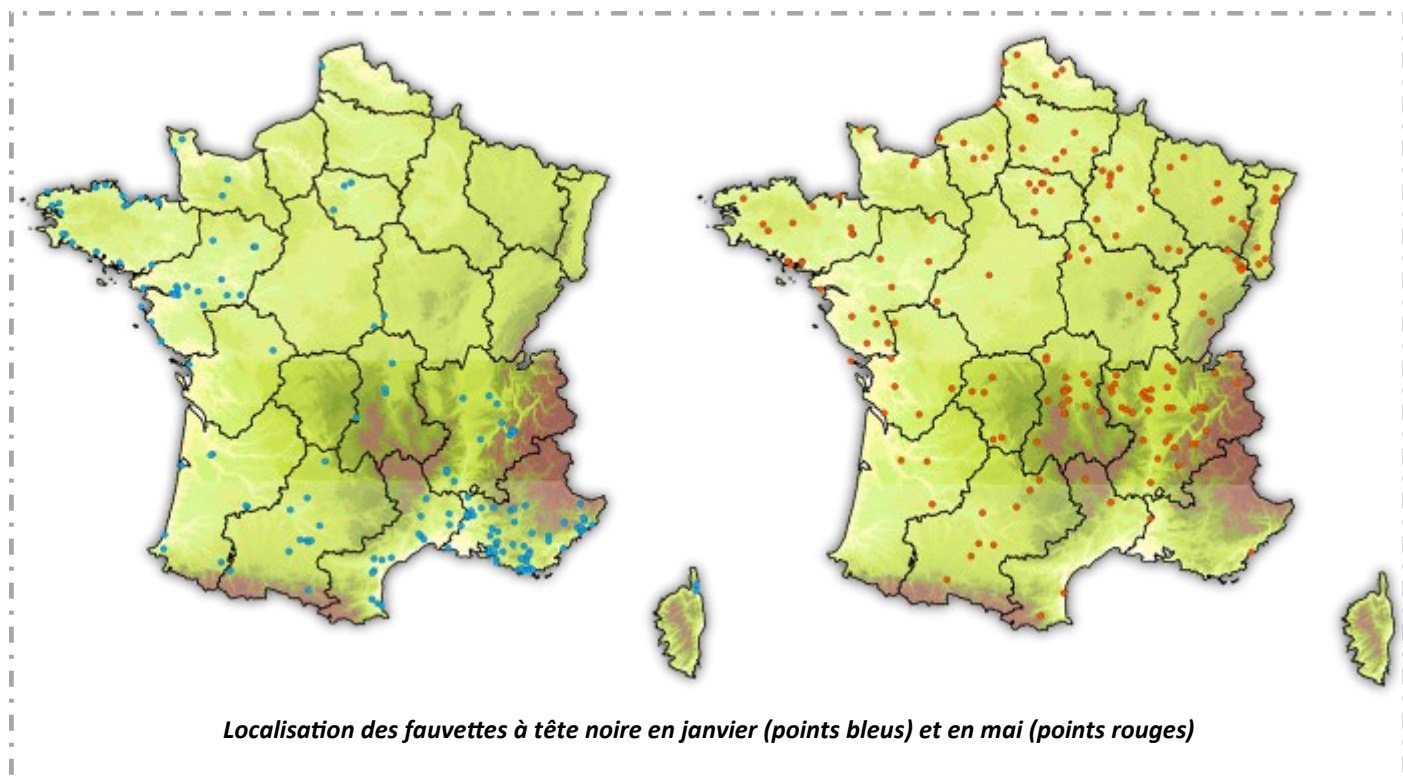 Localisation des fauvettes à tête noire en janvier (points bleus) et en mai (points rouges)